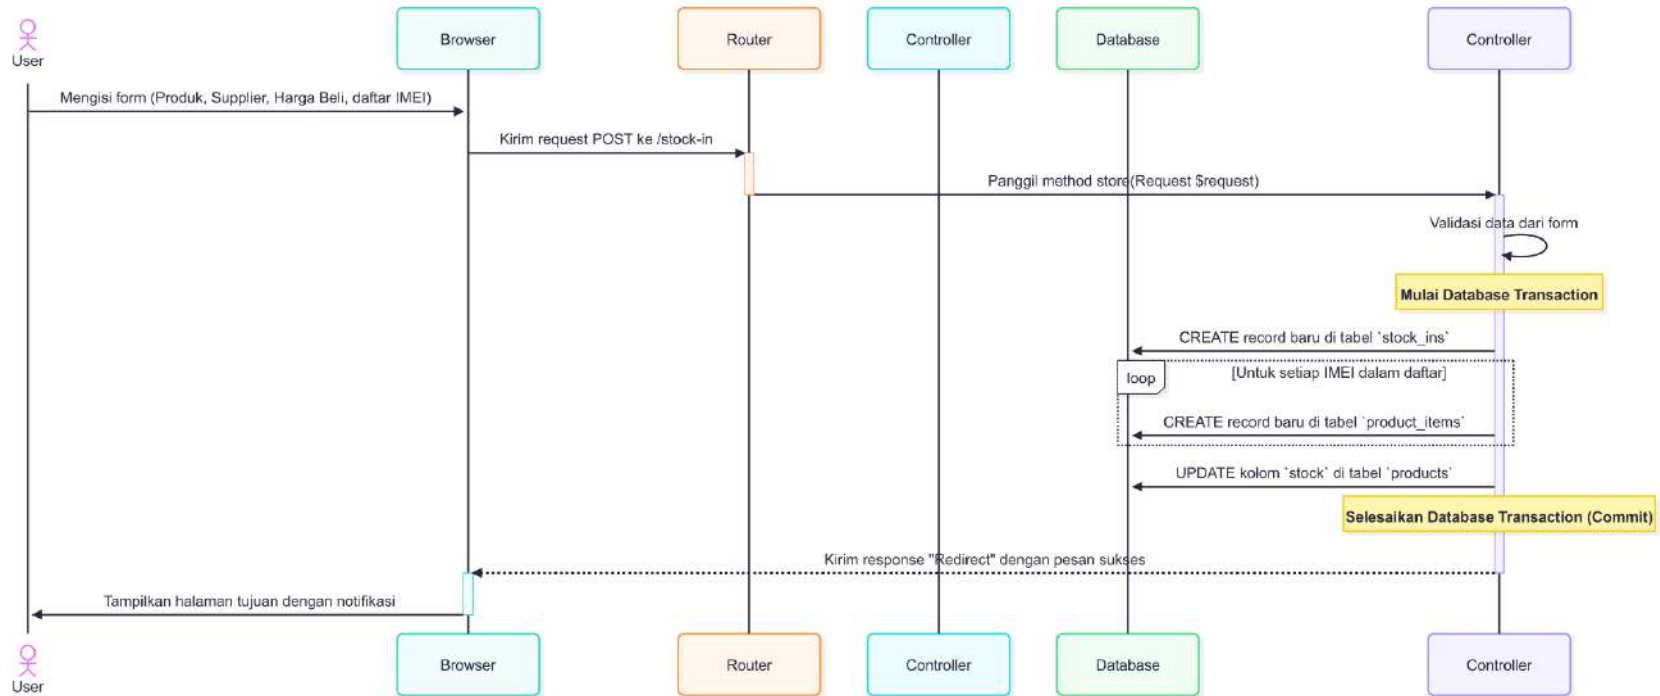 User
Browser
Router
Controller
Database
Controller
Mengisi form (Produk, Supplier, Harga Beli, daftar IMEI)
Kirim request POST ke /stock-in
Panggil method store(Request $request)
Validasi data dari form
Mulai Database Transaction
CREATE record baru di tabel `stock_ins`
loop
[Untuk setiap IMEI dalam daftar]
CREATE record baru di tabel `product_items`
UPDATE kolom `stock` di tabel `products`
Selesaikan Database Transaction (Commit)
Kirim response "Redirect" dengan pesan sukses
Tampilkan halaman tujuan dengan notifikasi
User
Browser
Router
Controller
Database
Controller